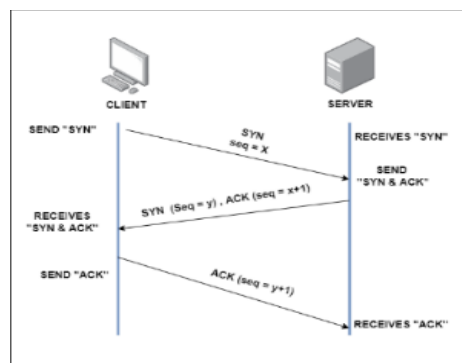 CLIENT
SERVER
SEND "SYN"
SYN
seq = X
RECEIVES "SYN"
SEND
"SYN & ACK"
SYN (Seq = y) , ACK (seq = x+1)
RECEIVES
"SYN & ACK"
SEND "ACK"
ACK (seq = y+1)
RECEIVES "ACK"